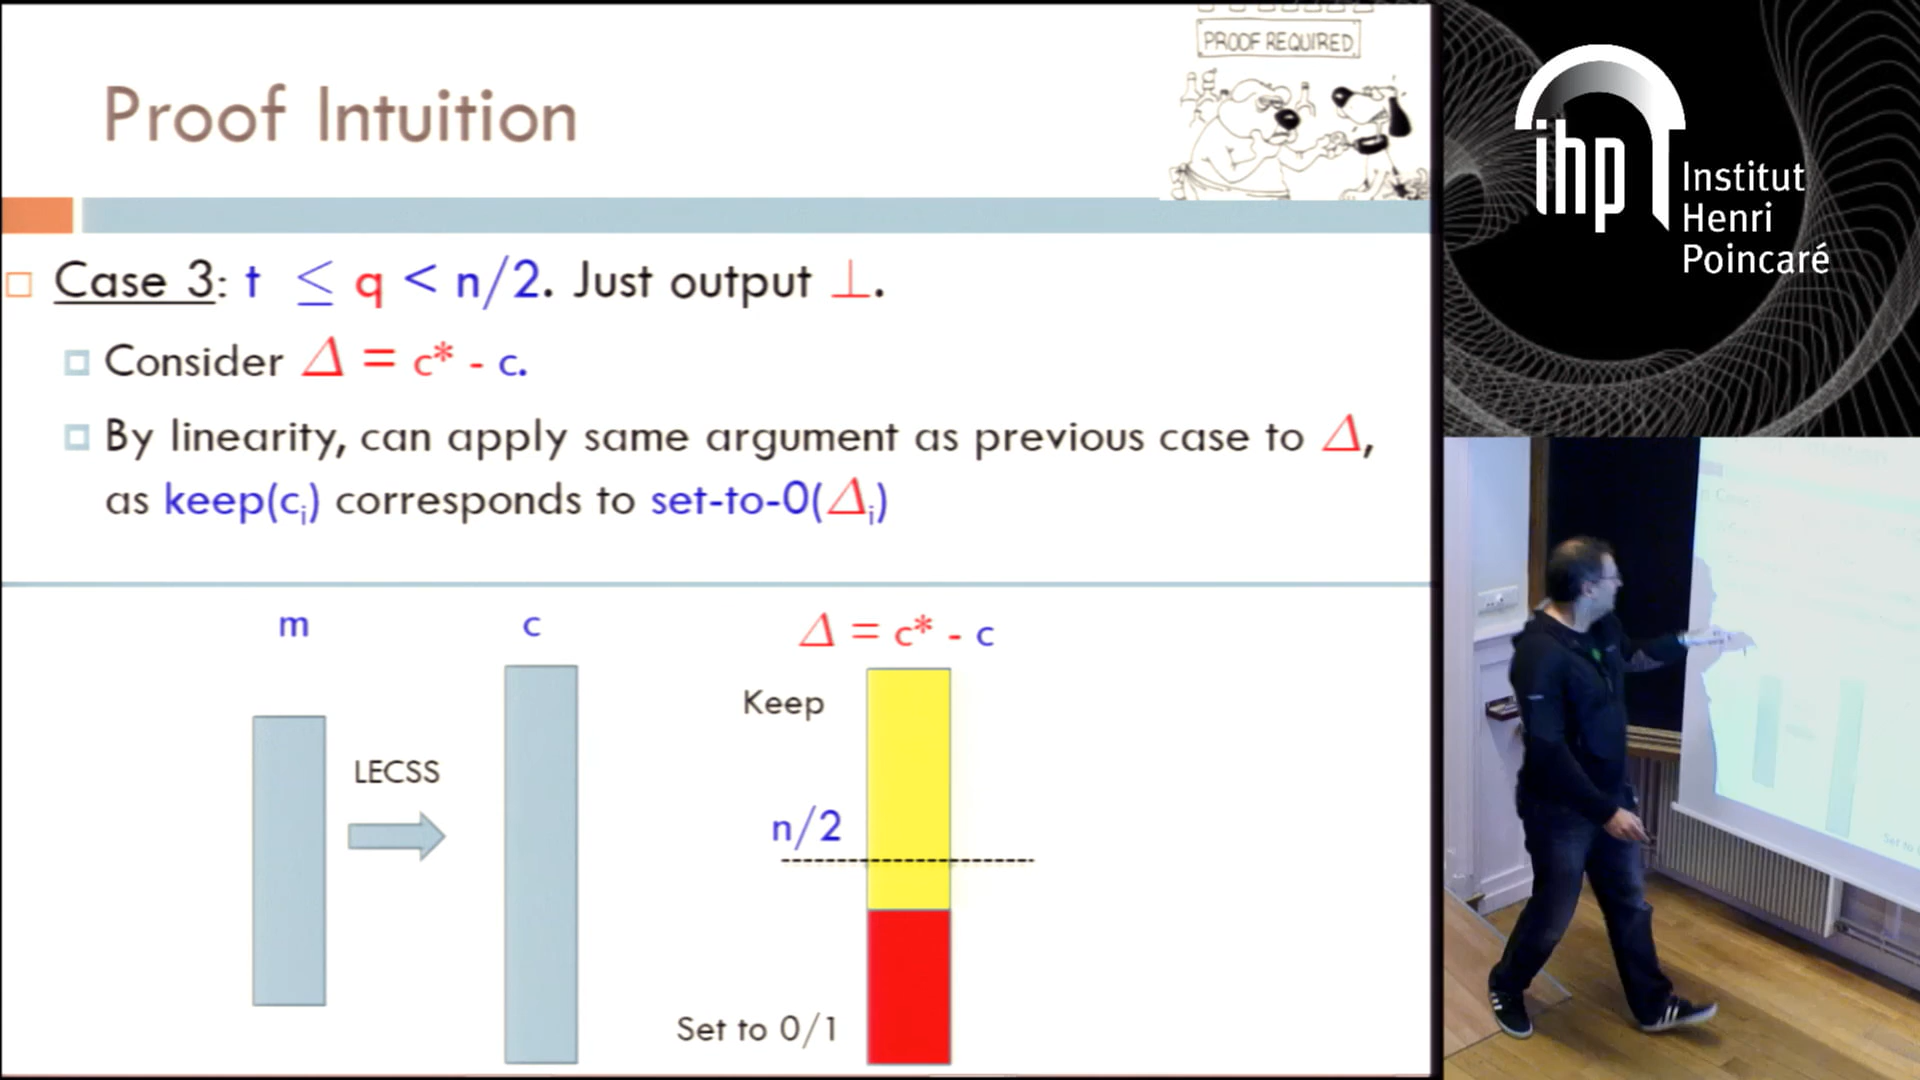 PROOF REQUIRED
Proof Intuition
Case 3: t ≤ q < n/2. Just output ⊥.
Consider Δ = c* - c.
By linearity, can apply same argument as previous case to Δ,
as keep(cᵢ) corresponds to set-to-0(Δᵢ)
m
c
Δ = c* - c
Keep
LECSS
n/2
Set to 0/1
ihp Institut
Henri
Poincaré